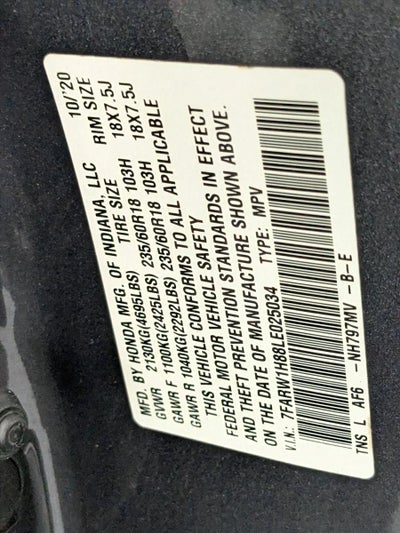 MFD. BY HONDA MFG. OF INDIANA, LLC 10/'20
GVWR 2130KG(4695LBS) TIRE SIZE RIM SIZE
GAWR F 1100KG(2425LBS) 235/60R18 103H 18X7.5J
GAWR R 1040KG(2292LBS) 235/60R18 103H 18X7.5J
THIS VEHICLE CONFORMS TO ALL APPLICABLE
FEDERAL MOTOR VEHICLE SAFETY
AND THEFT PREVENTION STANDARDS IN EFFECT
ON THE DATE OF MANUFACTURE SHOWN ABOVE.
V.I.N.: 7FARW1H88LE025034 TYPE: MPV
TNS L AF6 -NH797MV -B-E